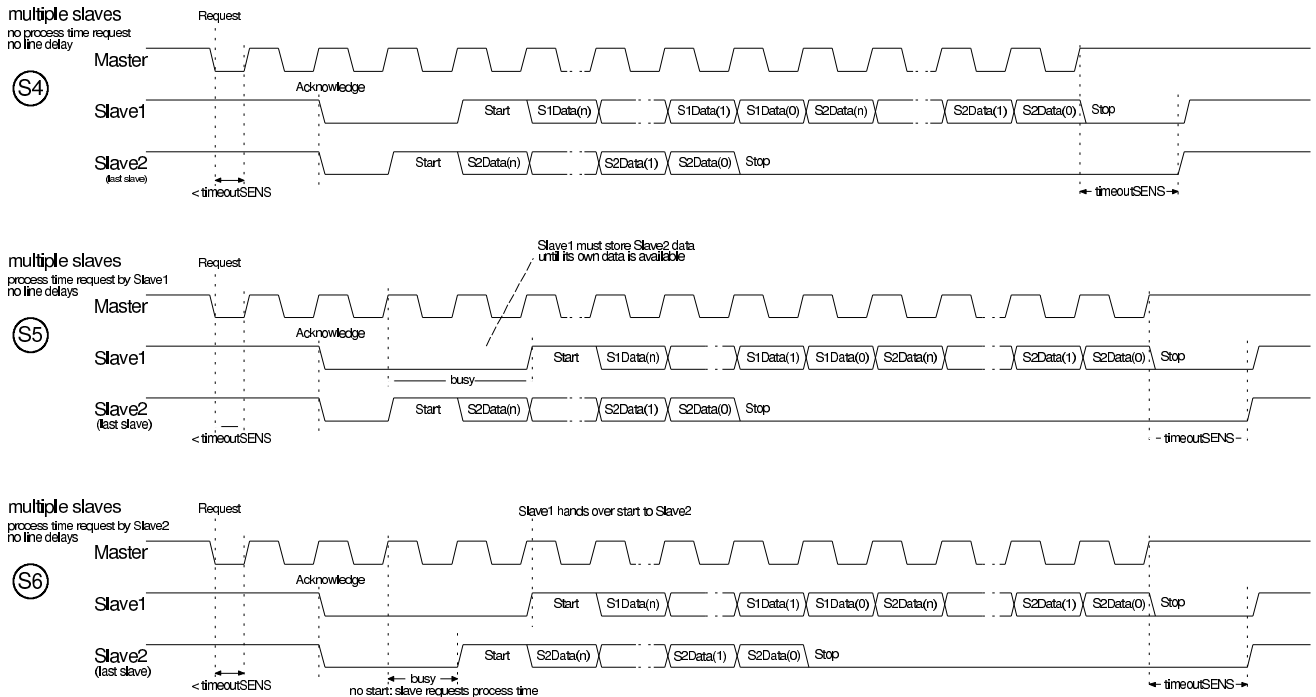 multiple slaves
no process time request
no line delay
S4
Request
Master
Acknowledge
Slave1
Start S1Data(n) S1Data(1) S1Data(0) S2Data(n) S2Data(1) S2Data(0) Stop
Slave2
(last slave)
Start S2Data(n) S2Data(1) S2Data(0) Stop
< timeoutSENS
timeoutSENS
multiple slaves
process time request by Slave1
no line delays
S5
Request
Slave1 must store Slave2 data
until its own data is available
Master
Acknowledge
Slave1
Start S1Data(n) S1Data(1) S1Data(0) S2Data(n) S2Data(1) S2Data(0) Stop
busy
Slave2
(last slave)
Start S2Data(n) S2Data(1) S2Data(0) Stop
< timeoutSENS
timeoutSENS
multiple slaves
process time request by Slave2
no line delays
S6
Request
Slave1 hands over start to Slave2
Master
Acknowledge
Slave1
Start S1Data(n) S1Data(1) S1Data(0) S2Data(n) S2Data(1) S2Data(0) Stop
Slave2
(last slave)
Start S2Data(n) S2Data(1) S2Data(0) Stop
< timeoutSENS
busy
no start: slave requests process time
timeoutSENS